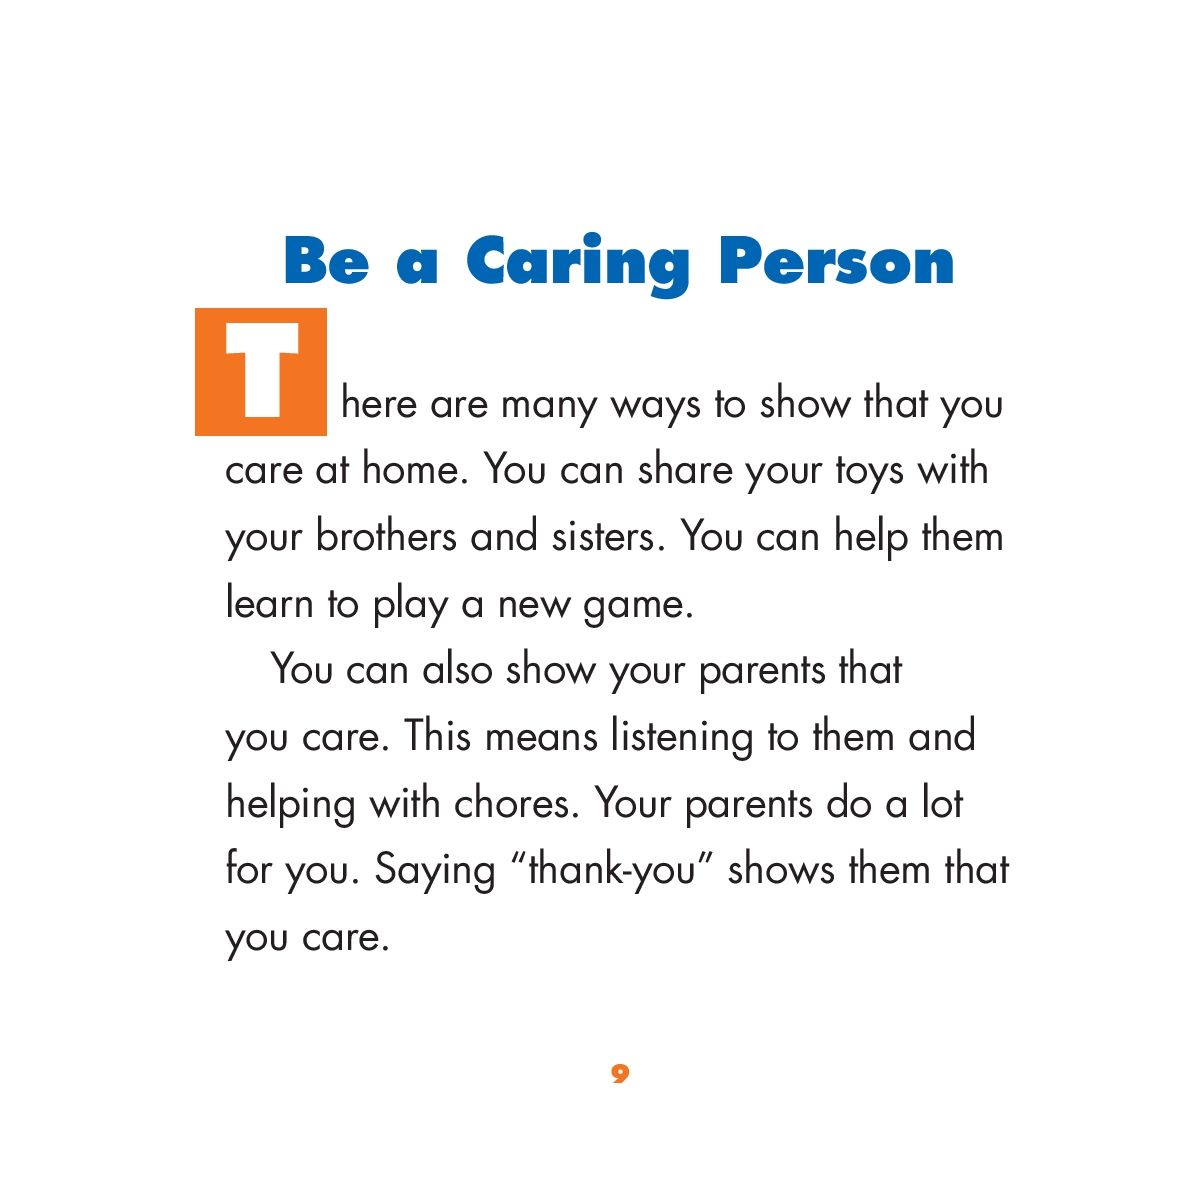 Be a Caring Person
There are many ways to show that you
care at home. You can share your toys with
your brothers and sisters. You can help them
learn to play a new game.
You can also show your parents that
you care. This means listening to them and
helping with chores. Your parents do a lot
for you. Saying “thank-you” shows them that
you care.
9